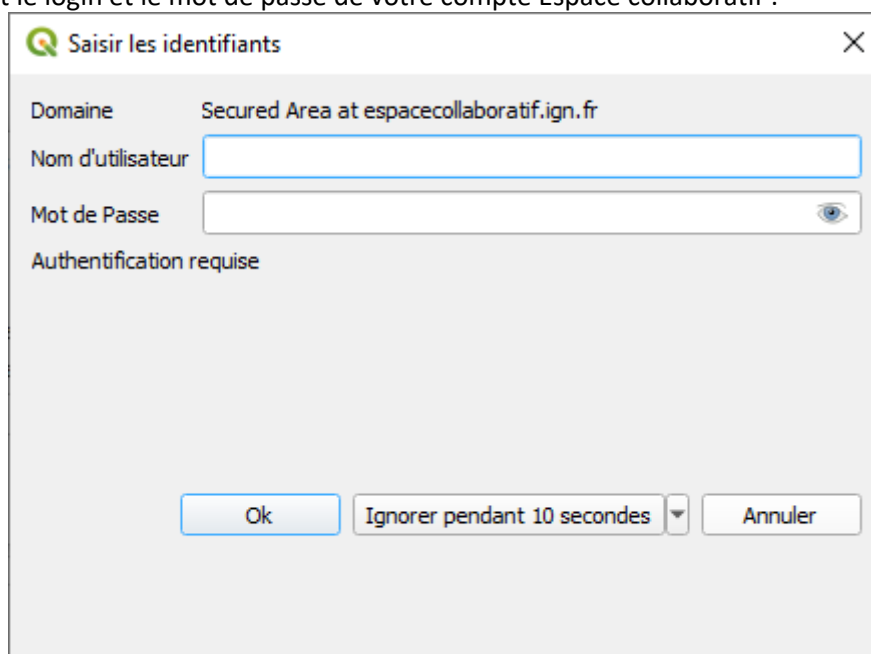 t le login et le mot de passe de votre compte Espace collaboratif :
Saisir les identifiants
Domaine Secured Area at espacecollaboratif.ign.fr
Nom d'utilisateur
Mot de Passe
Authentification requise
Ok Ignorer pendant 10 secondes Annuler